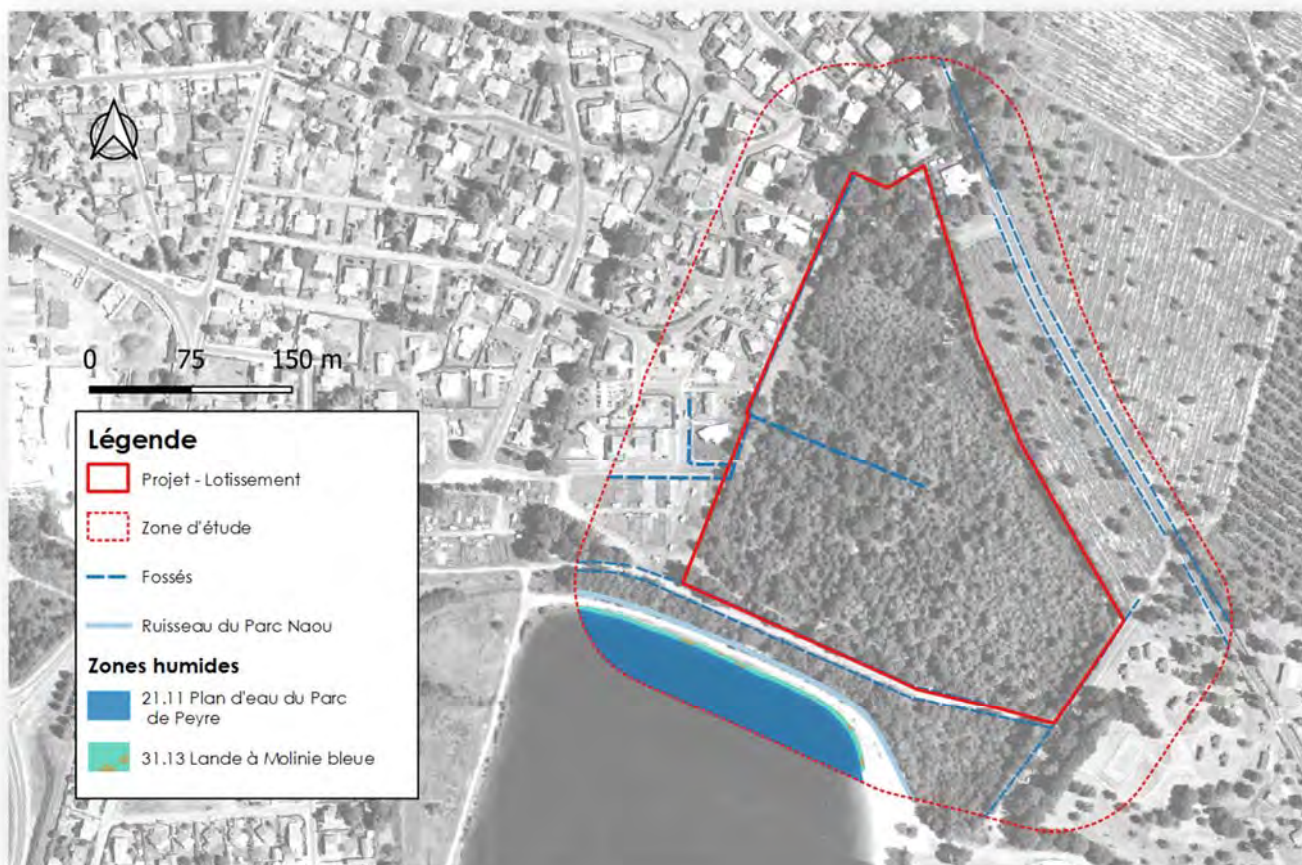 0 75 150 m
Légende
Projet - Lotissement
Zone d'étude
Fossés
Ruisseau du Parc Naou
Zones humides
21.11 Plan d'eau du Parc
de Peyre
31.13 Lande à Molinie bleue